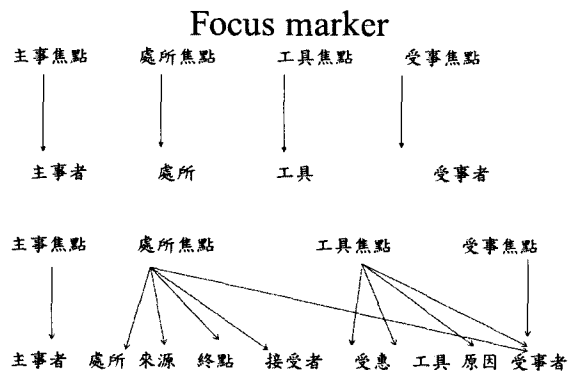 Focus marker
主事焦點 處所焦點 工具焦點 受事焦點
主事者 處所 工具 受事者
主事焦點 處所焦點 工具焦點 受事焦點
主事者 處所 來源 終點 接受者 受惠 工具 原因 受事者